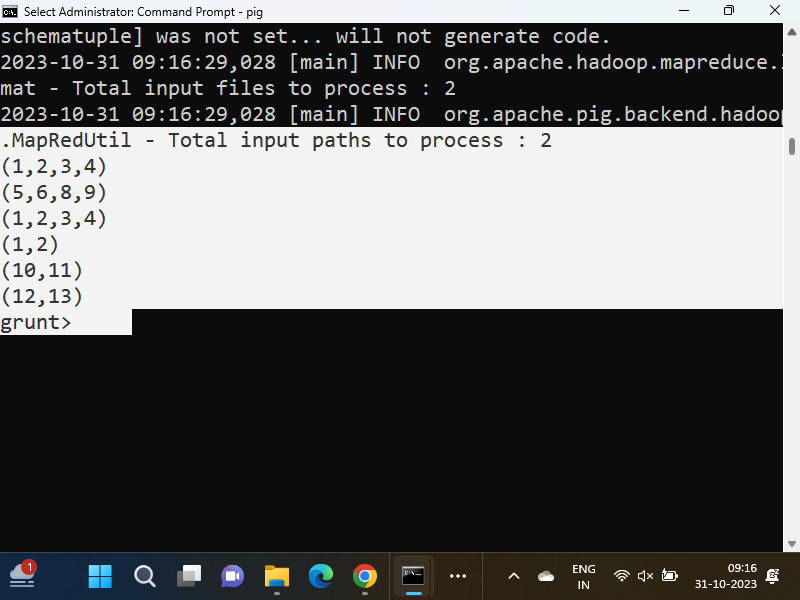 Select Administrator: Command Prompt - pig
schematuple] was not set... will not generate code.
2023-10-31 09:16:29,028 [main] INFO  org.apache.hadoop.mapreduce.
mat - Total input files to process : 2
2023-10-31 09:16:29,028 [main] INFO  org.apache.pig.backend.hadoo
.MapRedUtil - Total input paths to process : 2
(1,2,3,4)
(5,6,8,9)
(1,2,3,4)
(1,2)
(10,11)
(12,13)
grunt>
1
ENG
IN
09:16
31-10-2023